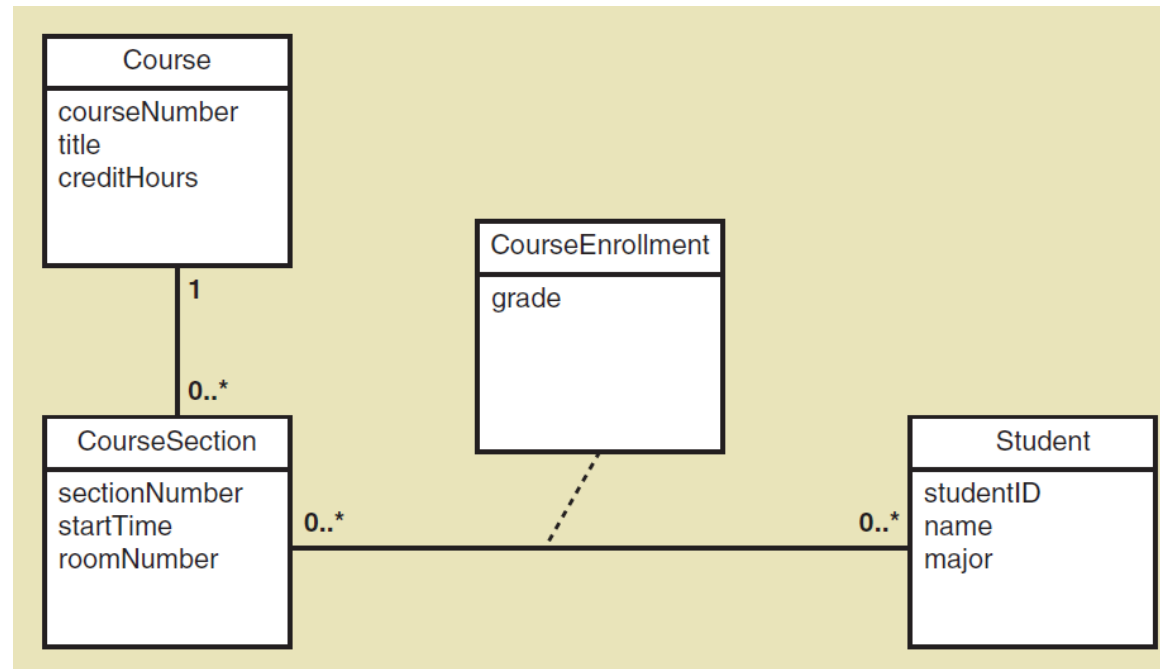 Course
courseNumber
title
creditHours
1
0..*
CourseEnrollment
grade
CourseSection
sectionNumber
startTime
roomNumber
0..*
0..*
Student
studentID
name
major